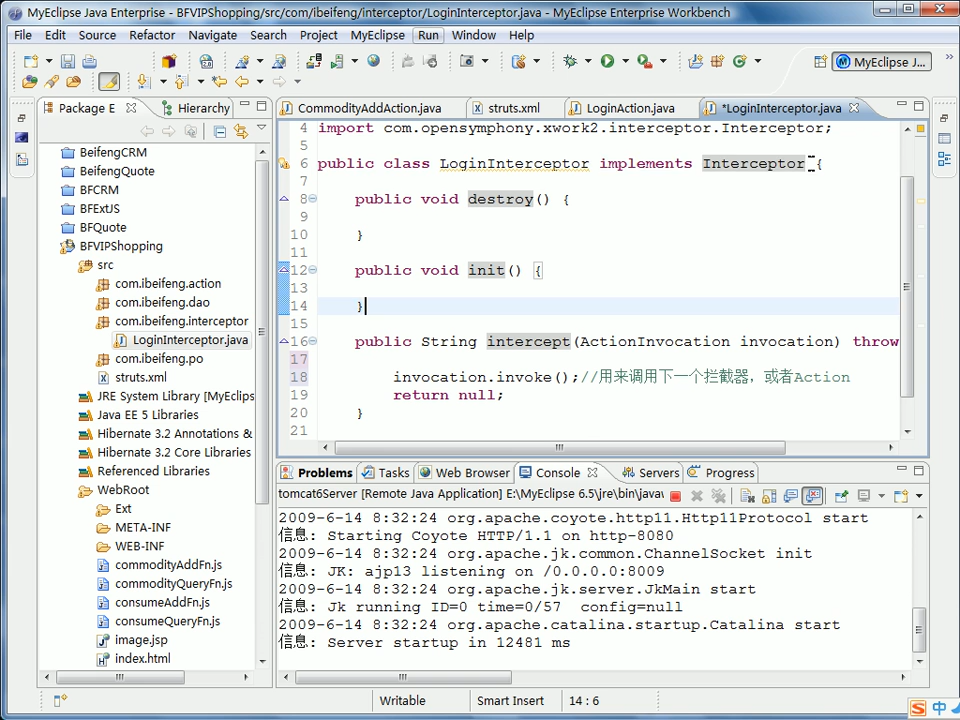 MyEclipse Java Enterprise - BFVIPShopping/src/com/ibeifeng/interceptor/LoginInterceptor.java - MyEclipse Enterprise Workbench
File Edit Source Refactor Navigate Search Project MyEclipse Run Window Help
MyEclipse J...
Package E Hierarchy
BeifengCRM
BeifengQuote
BFCRM
BFExtJS
BFQuote
BFVIPShopping
src
com.ibeifeng.action
com.ibeifeng.dao
com.ibeifeng.interceptor
LoginInterceptor.java
com.ibeifeng.po
struts.xml
JRE System Library [MyEclips
Java EE 5 Libraries
Hibernate 3.2 Annotations &
Hibernate 3.2 Core Libraries
Referenced Libraries
WebRoot
Ext
META-INF
WEB-INF
commodityAddFn.js
commodityQueryFn.js
consumeAddFn.js
consumeQueryFn.js
image.jsp
index.html
CommodityAddAction.java struts.xml LoginAction.java *LoginInterceptor.java
4 import com.opensymphony.xwork2.interceptor.Interceptor;
5
6 public class LoginInterceptor implements Interceptor {
7
8 public void destroy() {
9
10 }
11
12 public void init() {
13
14 }
15
16 public String intercept(ActionInvocation invocation) throw
17
18 invocation.invoke();//用来调用下一个拦截器，或者Action
19 return null;
20 }
21
Problems Tasks Web Browser Console Servers Progress
tomcat6Server [Remote Java Application] E:\MyEclipse 6.5\jre\bin\java
2009-6-14 8:32:24 org.apache.coyote.http11.Http11Protocol start
信息: Starting Coyote HTTP/1.1 on http-8080
2009-6-14 8:32:24 org.apache.jk.common.ChannelSocket init
信息: JK: ajp13 listening on /0.0.0.0:8009
2009-6-14 8:32:24 org.apache.jk.server.JkMain start
信息: Jk running ID=0 time=0/57  config=null
2009-6-14 8:32:24 org.apache.catalina.startup.Catalina start
信息: Server startup in 12481 ms
Writable Smart Insert 14 : 6
S 中